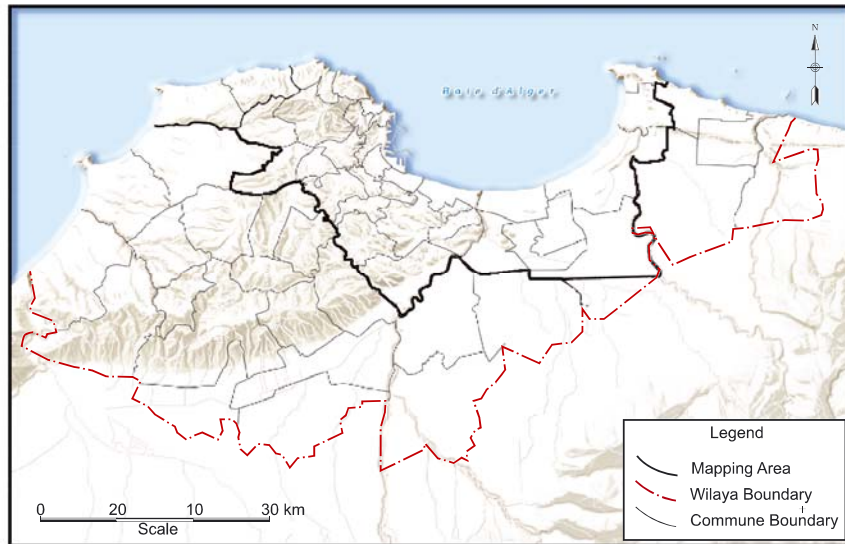 N
Baie d'Alger
Legend
Mapping Area
Wilaya Boundary
Commune Boundary
0 20 10 30 km
Scale